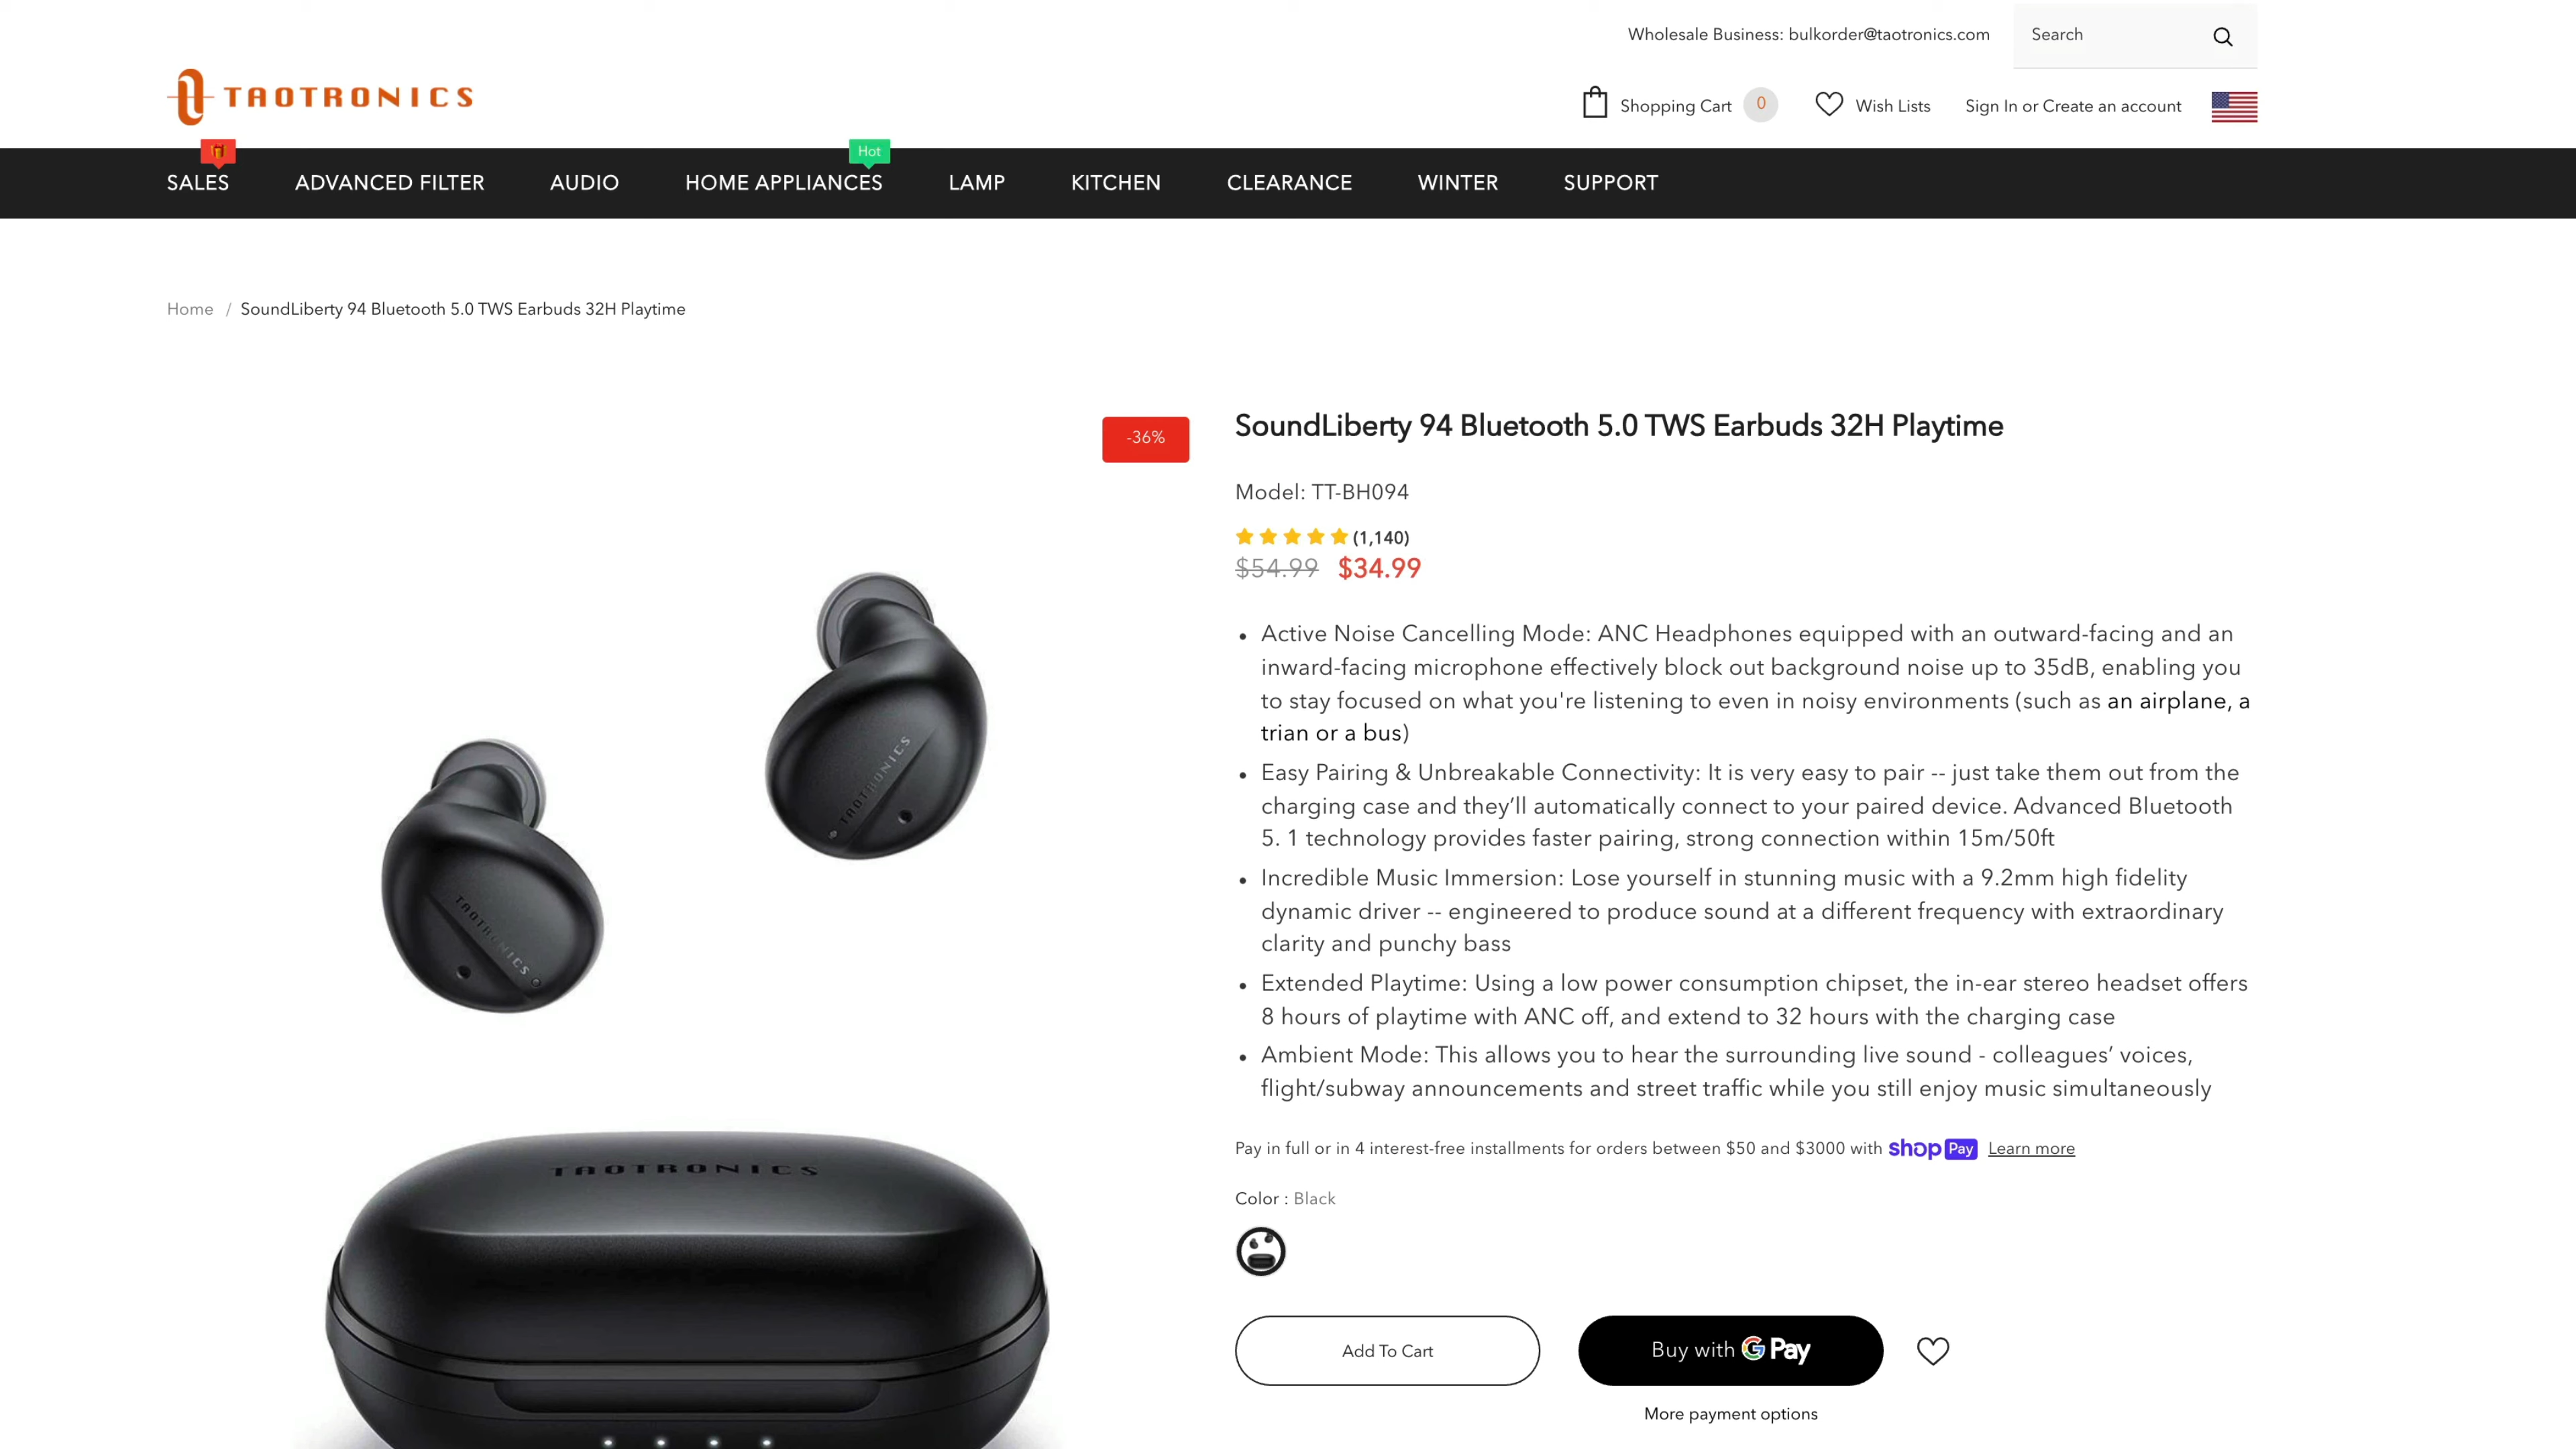 Wholesale Business: bulkorder@taotronics.com
Search
TAOTRONICS
Shopping Cart 0
Wish Lists
Sign In or Create an account
Hot
SALES
ADVANCED FILTER
AUDIO
HOME APPLIANCES
LAMP
KITCHEN
CLEARANCE
WINTER
SUPPORT
Home / SoundLiberty 94 Bluetooth 5.0 TWS Earbuds 32H Playtime
-36%
TAOTRONICS
TAOTRONICS
TAOTRONICS
SoundLiberty 94 Bluetooth 5.0 TWS Earbuds 32H Playtime
Model: TT-BH094
(1,140)
$54.99 $34.99
• Active Noise Cancelling Mode: ANC Headphones equipped with an outward-facing and an
inward-facing microphone effectively block out background noise up to 35dB, enabling you
to stay focused on what you're listening to even in noisy environments (such as an airplane, a
trian or a bus)
• Easy Pairing & Unbreakable Connectivity: It is very easy to pair -- just take them out from the
charging case and they’ll automatically connect to your paired device. Advanced Bluetooth
5. 1 technology provides faster pairing, strong connection within 15m/50ft
• Incredible Music Immersion: Lose yourself in stunning music with a 9.2mm high fidelity
dynamic driver -- engineered to produce sound at a different frequency with extraordinary
clarity and punchy bass
• Extended Playtime: Using a low power consumption chipset, the in-ear stereo headset offers
8 hours of playtime with ANC off, and extend to 32 hours with the charging case
• Ambient Mode: This allows you to hear the surrounding live sound - colleagues’ voices,
flight/subway announcements and street traffic while you still enjoy music simultaneously
Pay in full or in 4 interest-free installments for orders between $50 and $3000 with shop Pay Learn more
Color : Black
Add To Cart
Buy with G Pay
More payment options